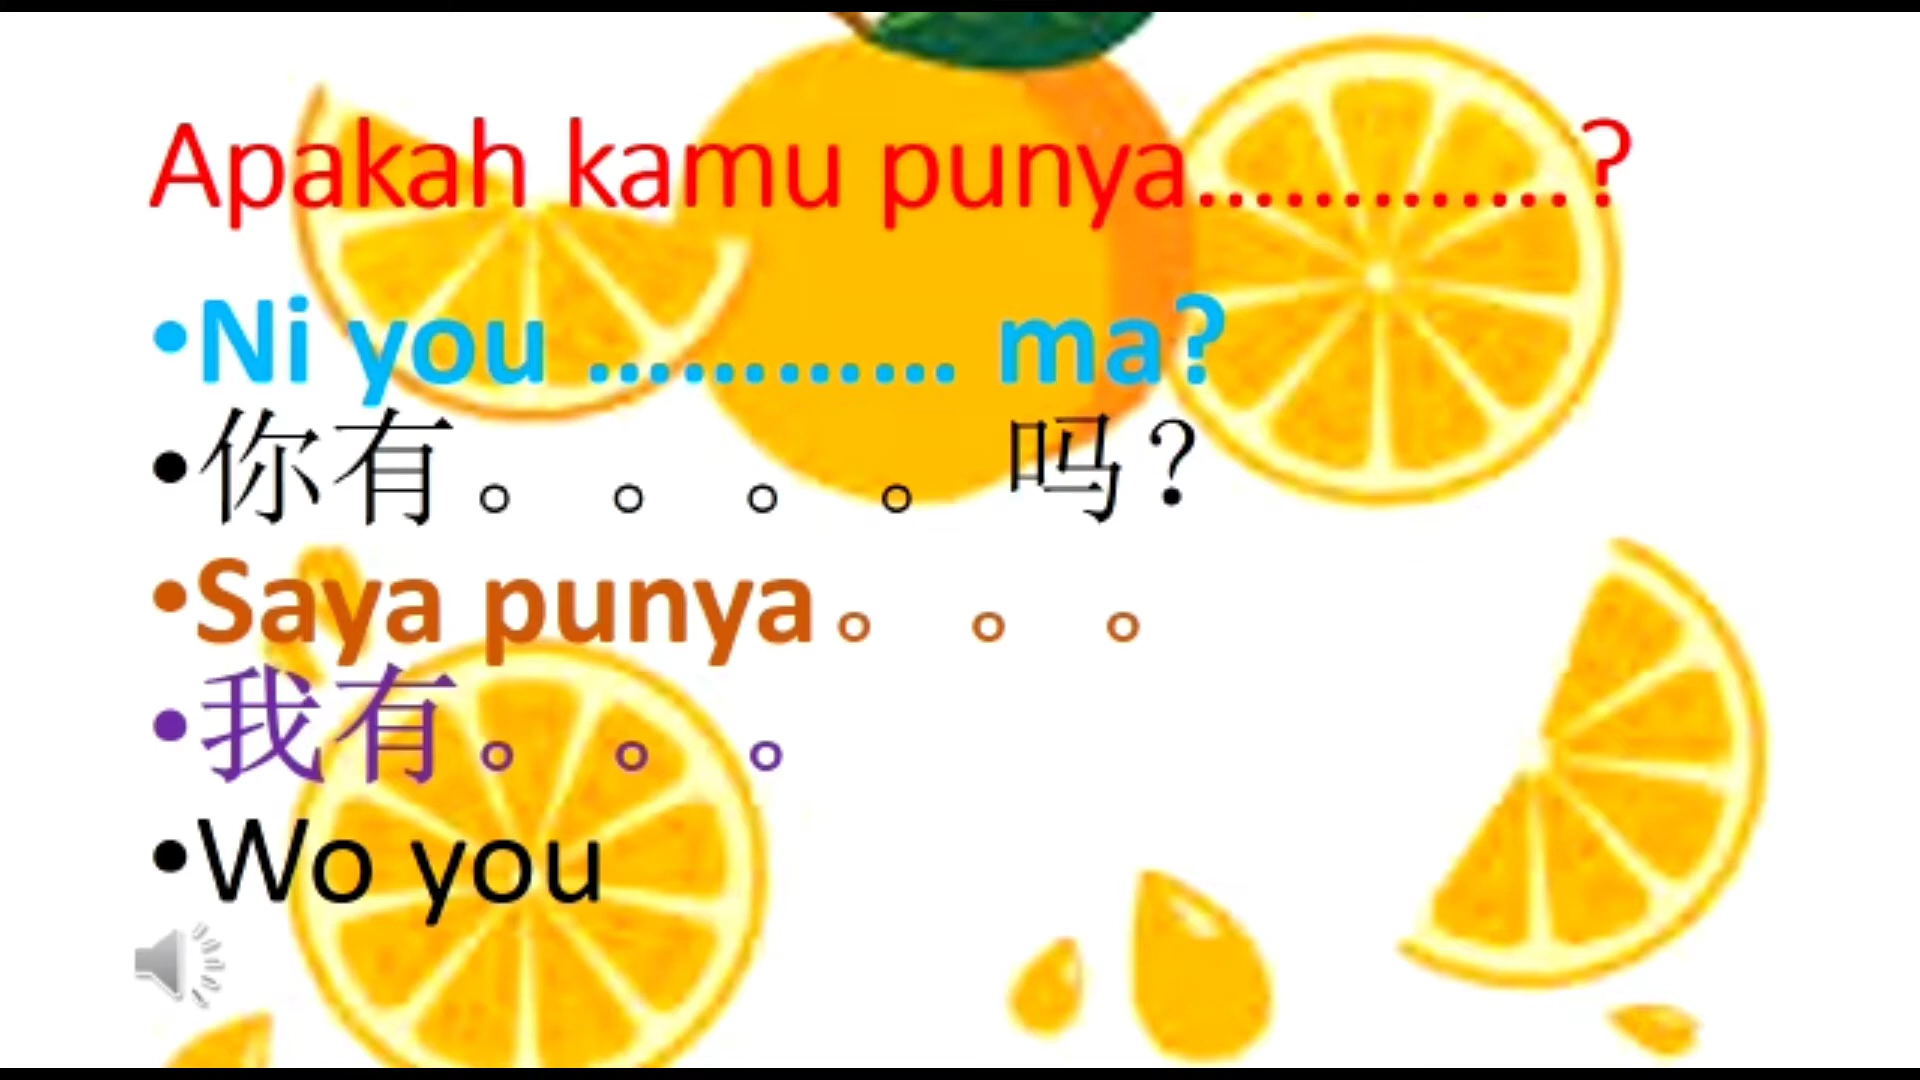 Apakah kamu punya.............?
•Ni you ............ ma?
•你有。。。。吗?
•Saya punya。。。
•我有。。。
•Wo you